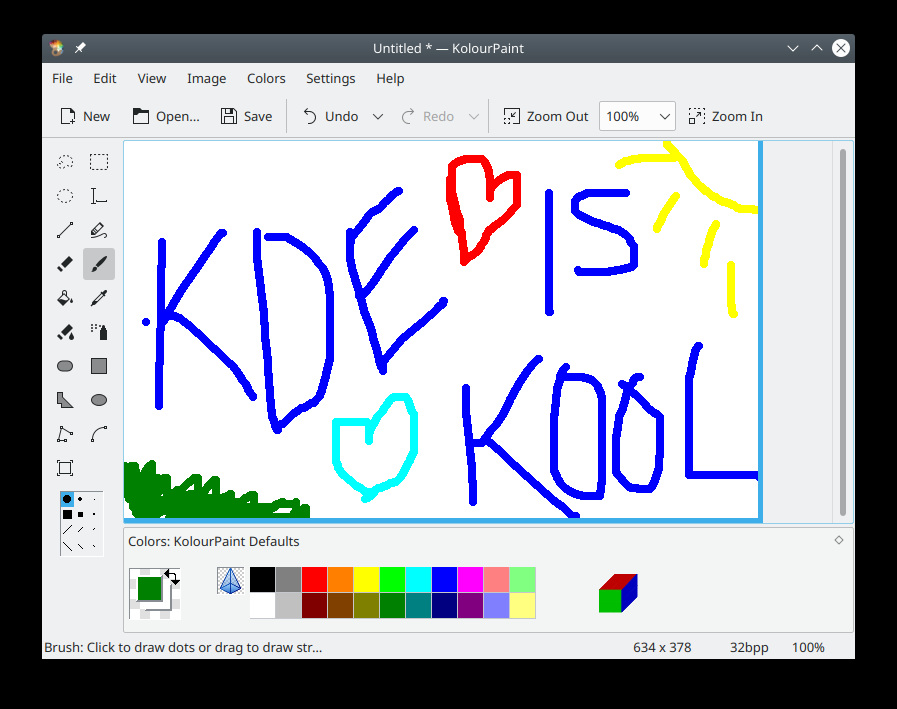 Untitled * — KolourPaint
File Edit View Image Colors Settings Help
New Open... Save Undo Redo Zoom Out 100% Zoom In
KDE IS
KOOL
Colors: KolourPaint Defaults
Brush: Click to draw dots or drag to draw str... 634 x 378 32bpp 100%